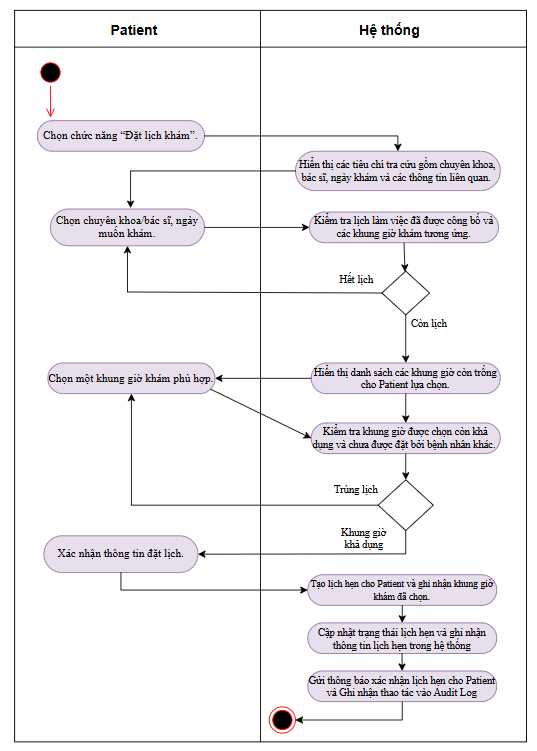 Patient
Hệ thống
Chọn chức năng “Đặt lịch khám”.
Hiển thị các tiêu chí tra cứu gồm chuyên khoa,
bác sĩ, ngày khám và các thông tin liên quan.
Chọn chuyên khoa/bác sĩ, ngày
muốn khám.
Kiểm tra lịch làm việc đã được công bố và
các khung giờ khám tương ứng.
Hết lịch
Còn lịch
Chọn một khung giờ khám phù hợp.
Hiển thị danh sách các khung giờ còn trống
cho Patient lựa chọn.
Kiểm tra khung giờ được chọn còn khả
dụng và chưa được đặt bởi bệnh nhân khác.
Trùng lịch
Khung giờ
khả dụng
Xác nhận thông tin đặt lịch.
Tạo lịch hẹn cho Patient và ghi nhận khung giờ
khám đã chọn.
Cập nhật trạng thái lịch hẹn và ghi nhận
thông tin lịch hẹn trong hệ thống
Gửi thông báo xác nhận lịch hẹn cho Patient
và Ghi nhận thao tác vào Audit Log